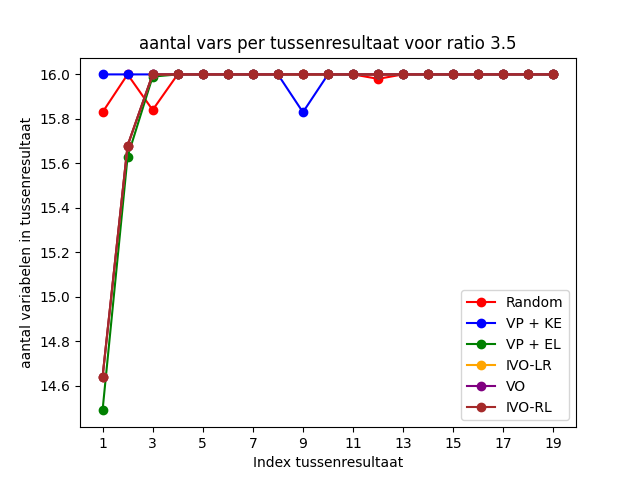 aantal vars per tussenresultaat voor ratio 3.5
aantal variabelen in tussenresultaat
16.0
15.8
15.6
15.4
15.2
15.0
14.8
14.6
Random
VP + KE
VP + EL
IVO-LR
VO
IVO-RL
1 3 5 7 9 11 13 15 17 19
Index tussenresultaat